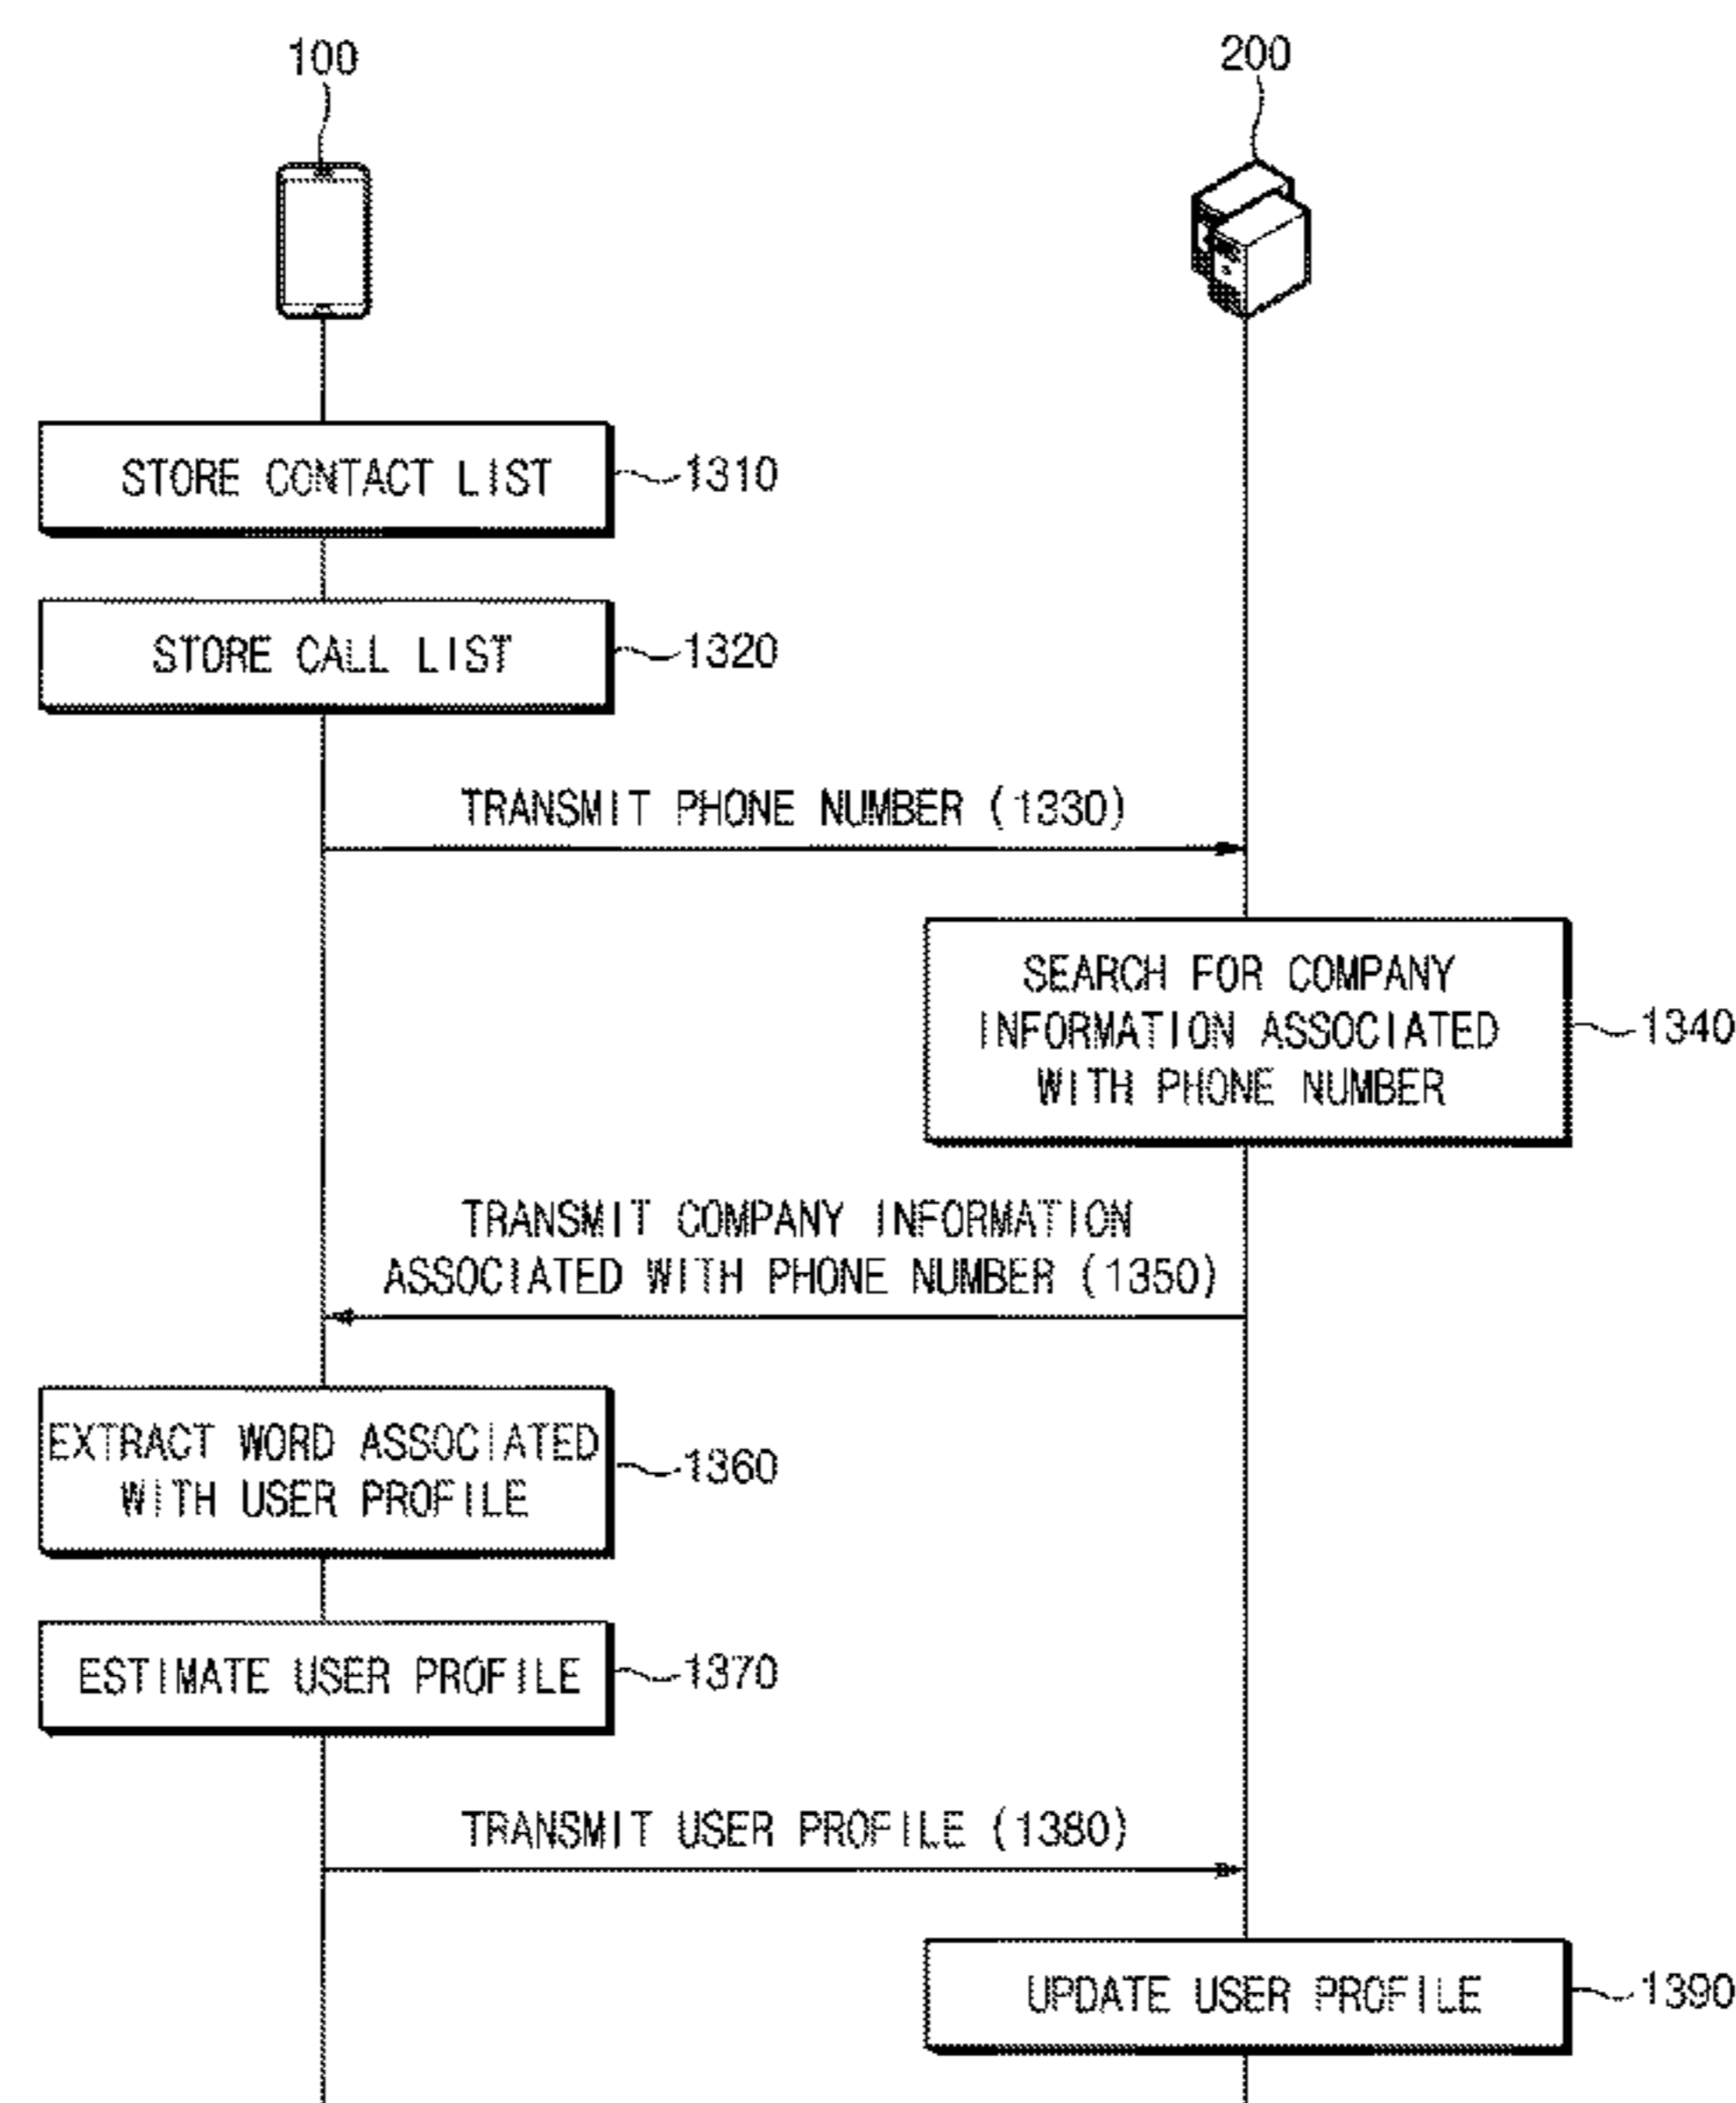 100
200
STORE CONTACT LIST
1310
STORE CALL LIST
1320
TRANSMIT PHONE NUMBER (1330)
SEARCH FOR COMPANY
INFORMATION ASSOCIATED
WITH PHONE NUMBER
1340
TRANSMIT COMPANY INFORMATION
ASSOCIATED WITH PHONE NUMBER (1350)
EXTRACT WORD ASSOCIATED
WITH USER PROFILE
1360
ESTIMATE USER PROFILE
1370
TRANSMIT USER PROFILE (1380)
UPDATE USER PROFILE
1390